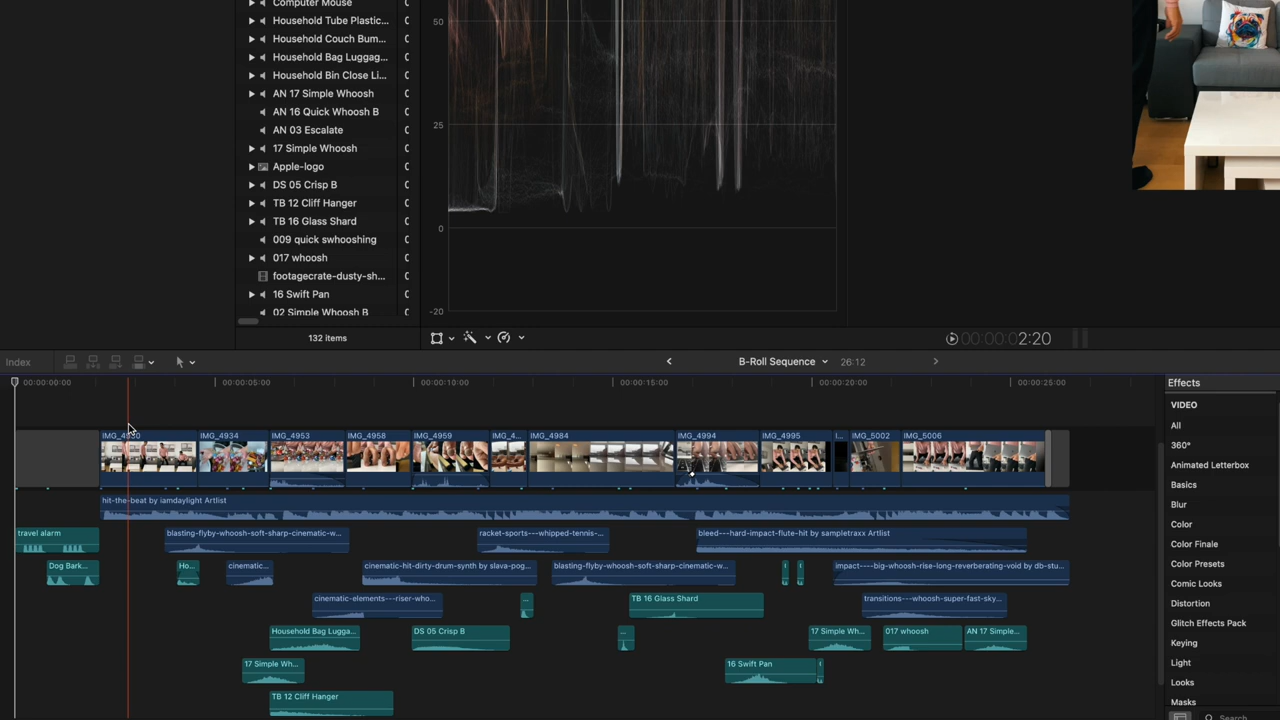 Computer Mouse
Household Tube Plastic...
Household Couch Bum...
Household Bag Luggag...
Household Bin Close Li...
AN 17 Simple Whoosh
AN 16 Quick Whoosh B
AN 03 Escalate
17 Simple Whoosh
Apple-logo
DS 05 Crisp B
TB 12 Cliff Hanger
TB 16 Glass Shard
009 quick swhooshing
017 whoosh
footagecrate-dusty-sh...
16 Swift Pan
02 Simple Whoosh B
132 items
50
25
0
-20
00:00:00:02:20
Index
B-Roll Sequence
26:12
00:00:00:00
00:00:05:00
00:00:10:00
00:00:15:00
00:00:20:00
00:00:25:00
IMG_4934
IMG_4953
IMG_4958
IMG_4959
IMG_4...
IMG_4984
IMG_4994
IMG_4995
I...
IMG_5002
IMG_5006
hit-the-beat by iamdaylight Artlist
travel alarm
blasting-flyby-whoosh-soft-sharp-cinematic-w...
racket-sports---whipped-tennis-...
bleed---hard-impact-flute-hit by sampletraxx Artlist
Dog Bark...
Ho...
cinematic...
cinematic-hit-dirty-drum-synth by slava-pog...
blasting-flyby-whoosh-soft-sharp-cinematic-w...
impact----big-whoosh-rise-long-reverberating-void by db-stu...
cinematic-elements---riser-who...
...
TB 16 Glass Shard
transitions---whoosh-super-fast-sky...
Household Bag Lugga...
DS 05 Crisp B
...
17 Simple Wh...
017 whoosh
AN 17 Simple...
17 Simple Wh...
16 Swift Pan
TB 12 Cliff Hanger
Effects
VIDEO
All
360°
Animated Letterbox
Basics
Blur
Color
Color Finale
Color Presets
Comic Looks
Distortion
Glitch Effects Pack
Keying
Light
Looks
Masks
Search